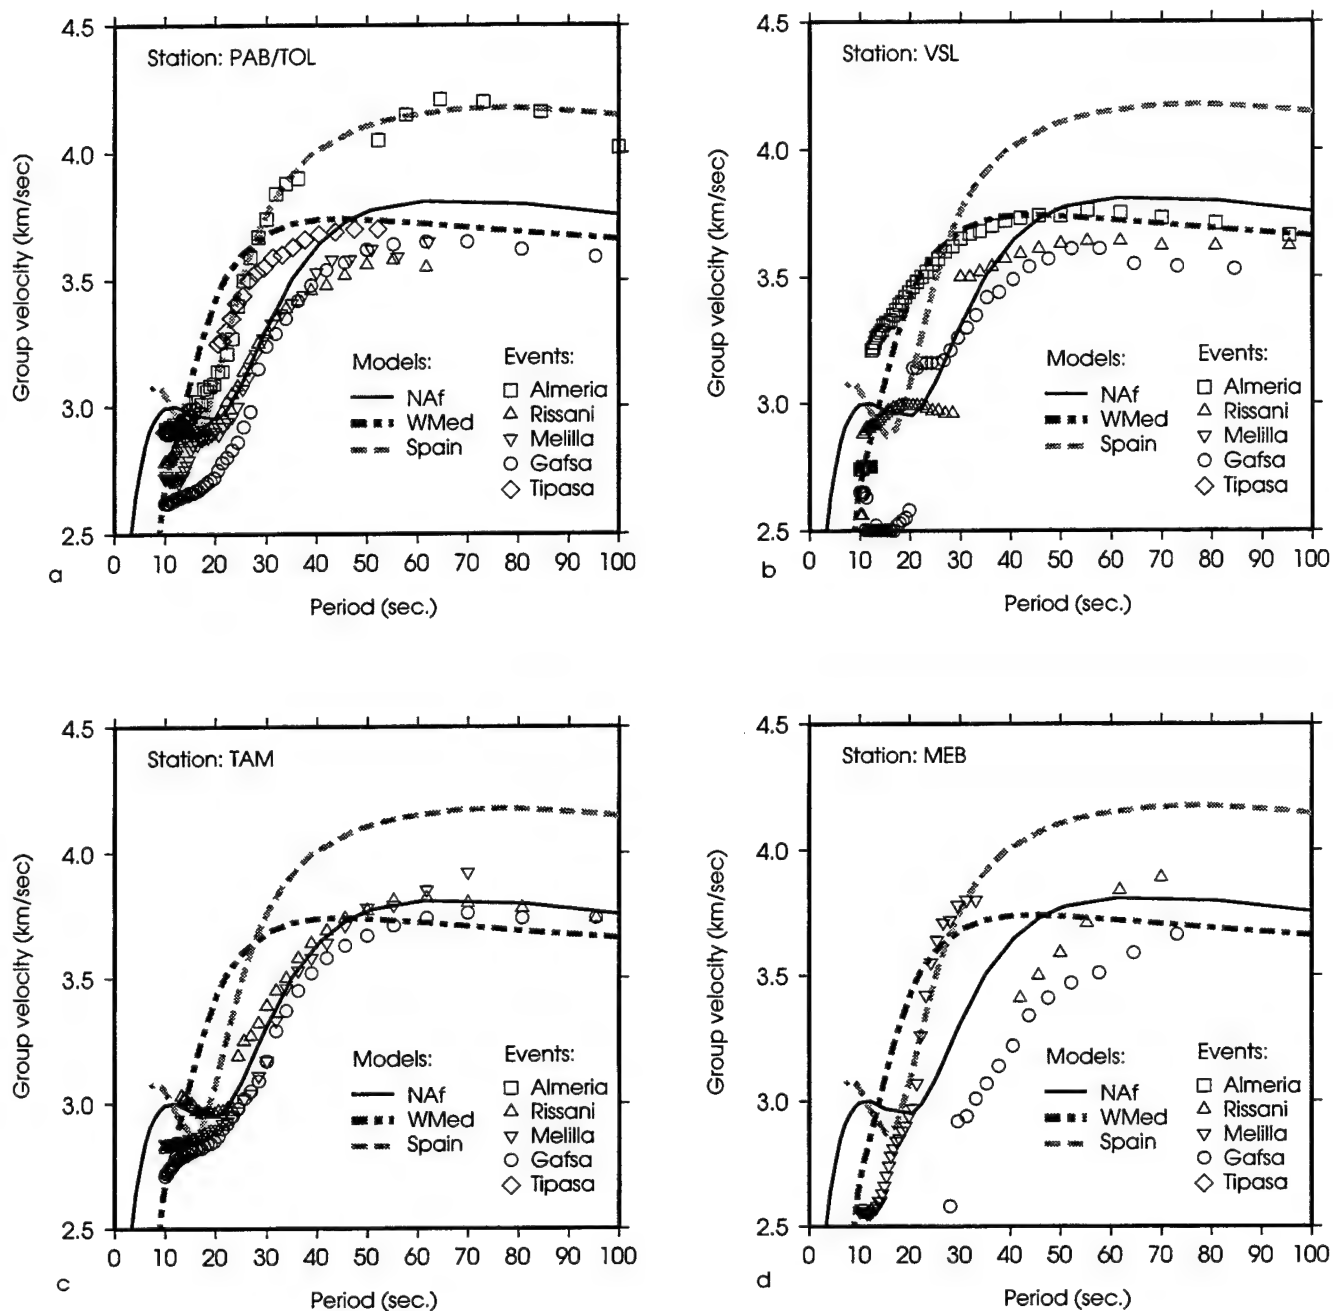 4.5
4.0
3.5
3.0
2.5
Group velocity (km/sec)
Station: PAB/TOL
Models:
NAf
WMed
Spain
Events:
Almeria
Rissani
Melilla
Gafsa
Tipasa
0 10 20 30 40 50 60 70 80 90 100
Period (sec.)
a
4.5
4.0
3.5
3.0
2.5
Group velocity (km/sec)
Station: VSL
Models:
NAf
WMed
Spain
Events:
Almeria
Rissani
Melilla
Gafsa
Tipasa
0 10 20 30 40 50 60 70 80 90 100
Period (sec.)
b
4.5
4.0
3.5
3.0
2.5
Group velocity (km/sec)
Station: TAM
Models:
NAf
WMed
Spain
Events:
Almeria
Rissani
Melilla
Gafsa
Tipasa
0 10 20 30 40 50 60 70 80 90 100
Period (sec.)
c
4.5
4.0
3.5
3.0
2.5
Group velocity (km/sec)
Station: MEB
Models:
NAf
WMed
Spain
Events:
Almeria
Rissani
Melilla
Gafsa
Tipasa
0 10 20 30 40 50 60 70 80 90 100
Period (sec.)
d